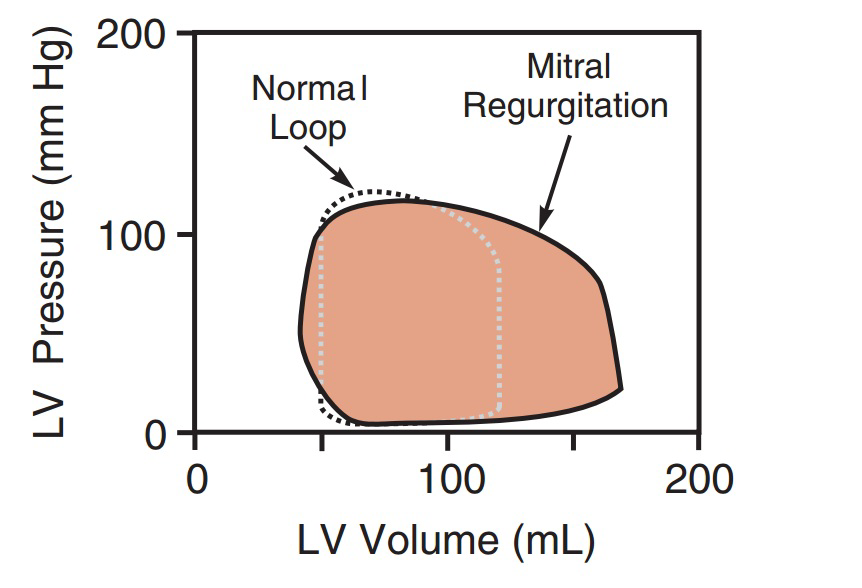 LV Pressure (mm Hg)
200
100
0
Normal
Loop
Mitral
Regurgitation
0 100 200
LV Volume (mL)